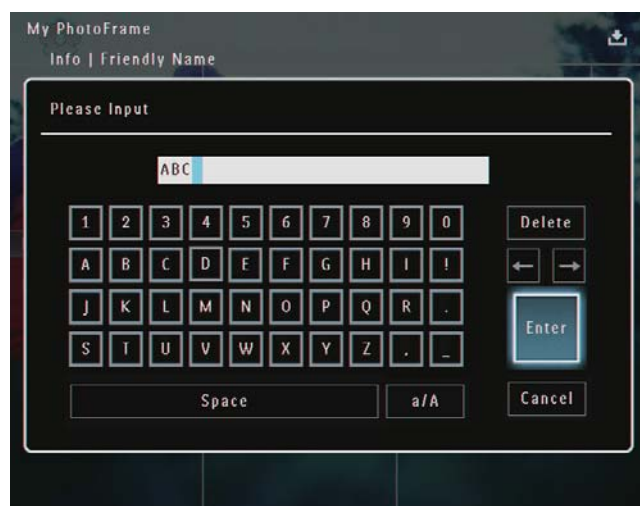 My PhotoFrame
Info | Friendly Name
Please Input
ABC
1 2 3 4 5 6 7 8 9 0 Delete
A B C D E F G H I ! ← →
J K L M N O P Q R . Enter
S T U V W X Y Z , _
Space a/A Cancel